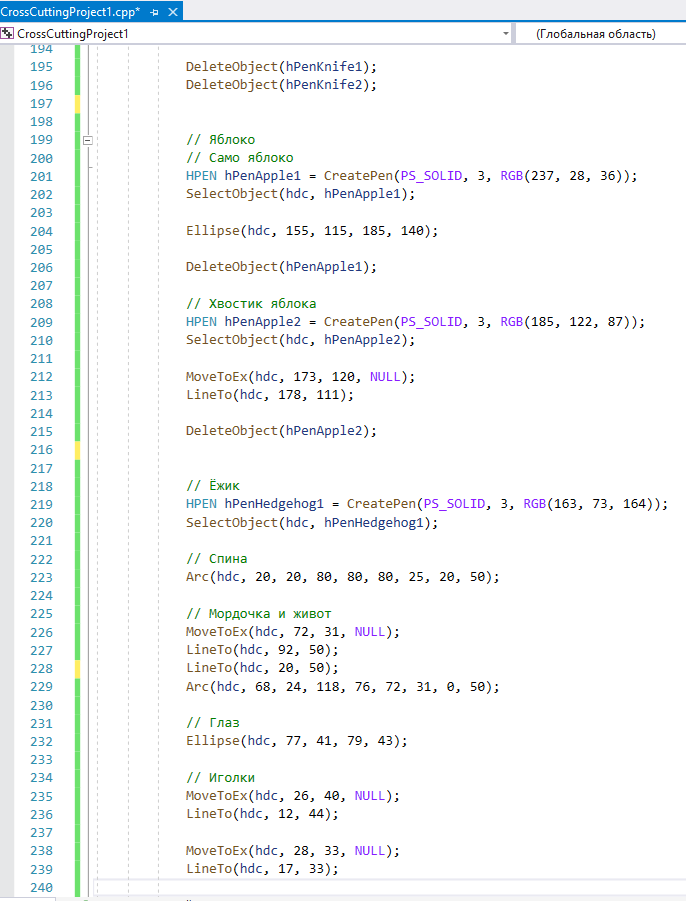 CrossCuttingProject1.cpp*
CrossCuttingProject1 (Глобальная область)
194
195 DeleteObject(hPenKnife1);
196 DeleteObject(hPenKnife2);
197
198
199 // Яблоко
200 // Само яблоко
201 HPEN hPenApple1 = CreatePen(PS_SOLID, 3, RGB(237, 28, 36));
202 SelectObject(hdc, hPenApple1);
203
204 Ellipse(hdc, 155, 115, 185, 140);
205
206 DeleteObject(hPenApple1);
207
208 // Хвостик яблока
209 HPEN hPenApple2 = CreatePen(PS_SOLID, 3, RGB(185, 122, 87));
210 SelectObject(hdc, hPenApple2);
211
212 MoveToEx(hdc, 173, 120, NULL);
213 LineTo(hdc, 178, 111);
214
215 DeleteObject(hPenApple2);
216
217
218 // Ёжик
219 HPEN hPenHedgehog1 = CreatePen(PS_SOLID, 3, RGB(163, 73, 164));
220 SelectObject(hdc, hPenHedgehog1);
221
222 // Спина
223 Arc(hdc, 20, 20, 80, 80, 80, 25, 20, 50);
224
225 // Мордочка и живот
226 MoveToEx(hdc, 72, 31, NULL);
227 LineTo(hdc, 92, 50);
228 LineTo(hdc, 20, 50);
229 Arc(hdc, 68, 24, 118, 76, 72, 31, 0, 50);
230
231 // Глаз
232 Ellipse(hdc, 77, 41, 79, 43);
233
234 // Иголки
235 MoveToEx(hdc, 26, 40, NULL);
236 LineTo(hdc, 12, 44);
237
238 MoveToEx(hdc, 28, 33, NULL);
239 LineTo(hdc, 17, 33);
240